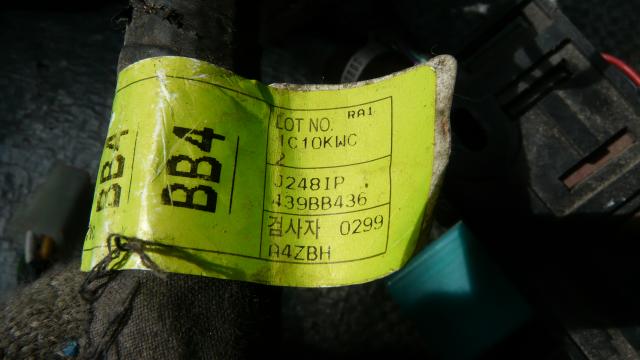 BB4
BB4
RA1
LOT NO.
1C10KWC
2
J248IP
439BB436
검사자 0299
A4ZBH